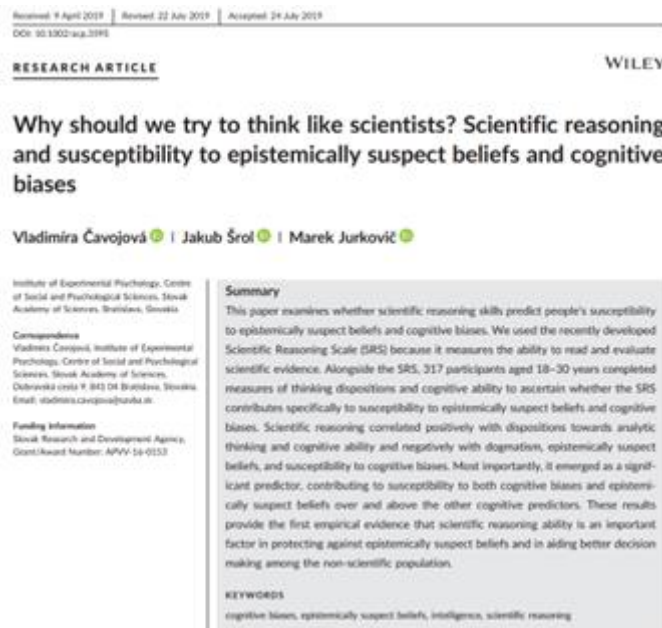 Received: 9 April 2019 | Revised: 22 July 2019 | Accepted: 24 July 2019
DOI: 10.1002/acp.3595
RESEARCH ARTICLE
WILEY
Why should we try to think like scientists? Scientific reasoning
and susceptibility to epistemically suspect beliefs and cognitive
biases
Vladimíra Čavojová | Jakub Šrol | Marek Jurkovič
Institute of Experimental Psychology, Centre
of Social and Psychological Sciences, Slovak
Academy of Sciences, Bratislava, Slovakia
Correspondence
Vladimíra Čavojová, Institute of Experimental
Psychology, Centre of Social and Psychological
Sciences, Slovak Academy of Sciences,
Dúbravská cesta 9, 841 04 Bratislava, Slovakia.
Email: vladimira.cavojova@savba.sk
Funding information
Slovak Research and Development Agency,
Grant/Award Number: APVV-16-0153
Summary
This paper examines whether scientific reasoning skills predict people's susceptibility
to epistemically suspect beliefs and cognitive biases. We used the recently developed
Scientific Reasoning Scale (SRS) because it measures the ability to read and evaluate
scientific evidence. Alongside the SRS, 317 participants aged 18–30 years completed
measures of thinking dispositions and cognitive ability to ascertain whether the SRS
contributes specifically to susceptibility to epistemically suspect beliefs and cognitive
biases. Scientific reasoning correlated positively with dispositions towards analytic
thinking and cognitive ability and negatively with dogmatism, epistemically suspect
beliefs, and susceptibility to cognitive biases. Most importantly, it emerged as a signif-
icant predictor, contributing to susceptibility to both cognitive biases and epistemi-
cally suspect beliefs over and above the other cognitive predictors. These results
provide the first empirical evidence that scientific reasoning ability is an important
factor in protecting against epistemically suspect beliefs and in aiding better decision
making among the non-scientific population.
KEYWORDS
cognitive biases, epistemically suspect beliefs, intelligence, scientific reasoning